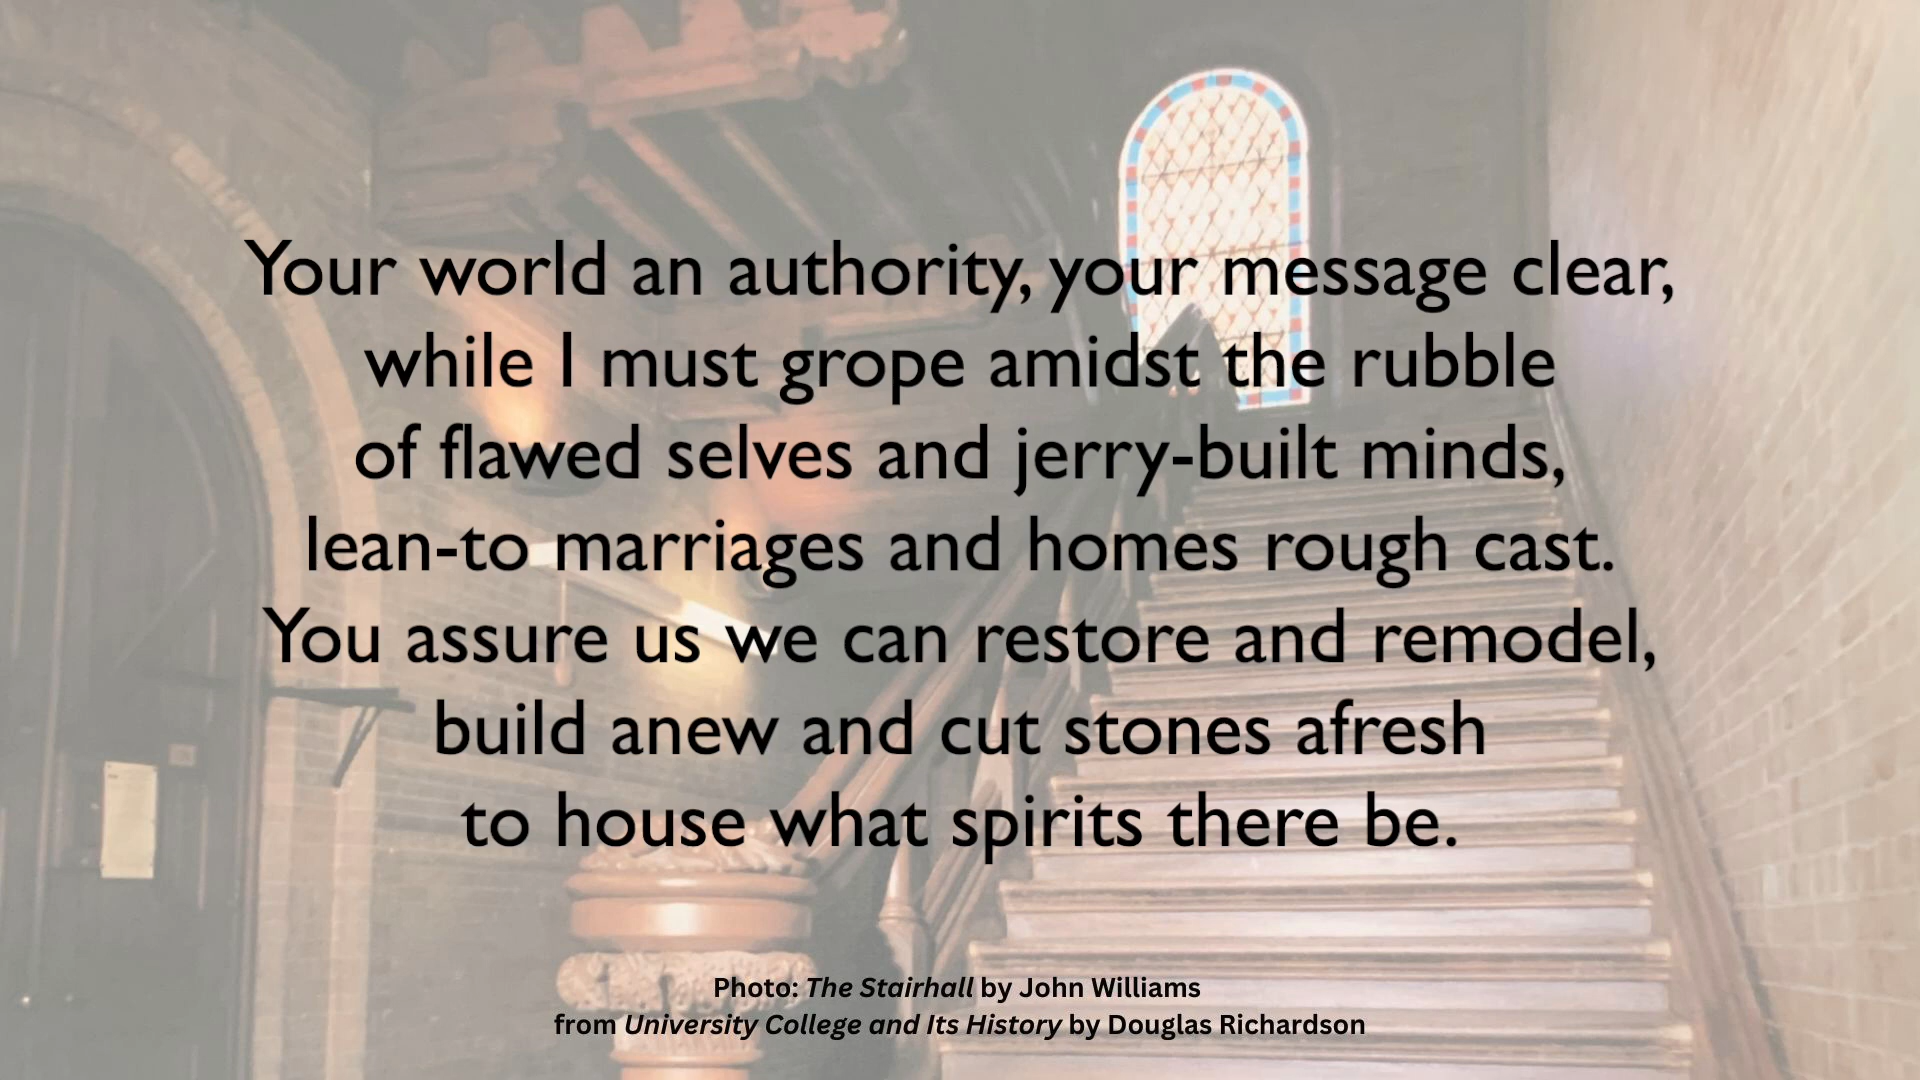 Your world an authority, your message clear,
while I must grope amidst the rubble
of flawed selves and jerry-built minds,
lean-to marriages and homes rough cast.
You assure us we can restore and remodel,
build anew and cut stones afresh
to house what spirits there be.
Photo: The Stairhall by John Williams
from University College and Its History by Douglas Richardson